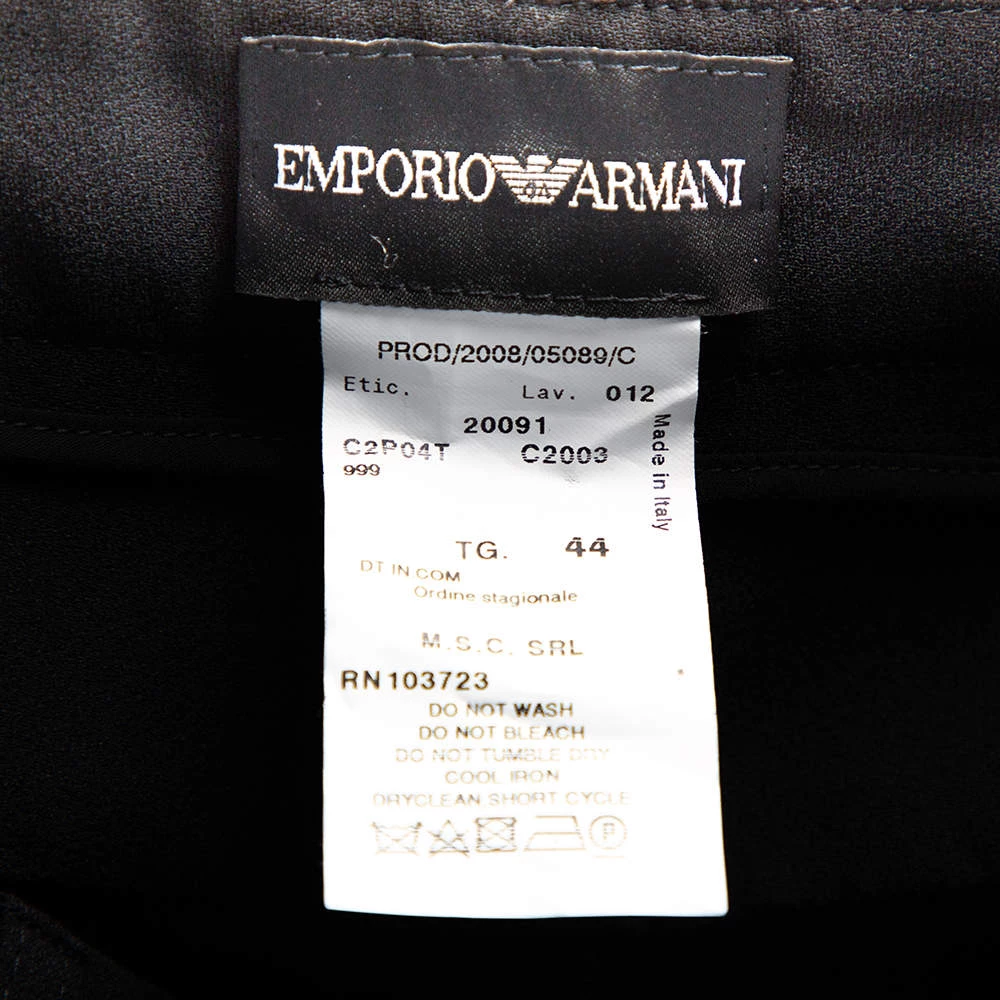 EMPORIO ARMANI
PROD/2008/05089/C
Etic. Lav. 012
20091
C2P04T C2003
999
Made in Italy
TG. 44
DT IN COM
Ordine stagionale
M.S.C. SRL
RN 103723
DO NOT WASH
DO NOT BLEACH
DO NOT TUMBLE DRY
COOL IRON
DRYCLEAN SHORT CYCLE
P